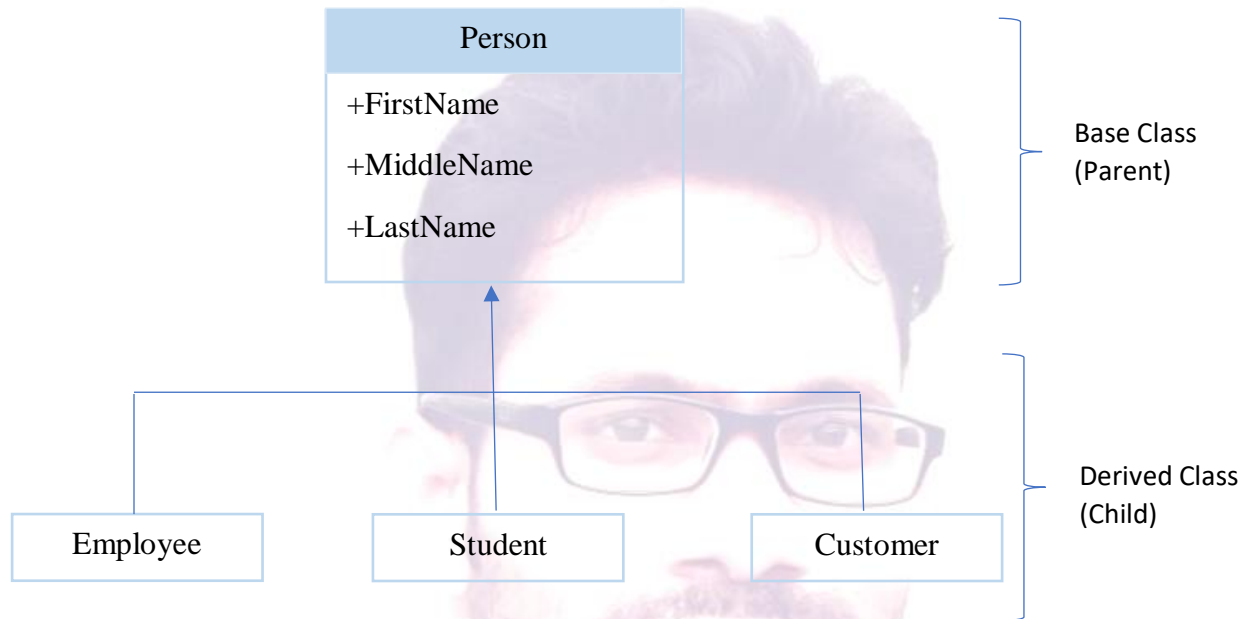 Person
+FirstName
+MiddleName
+LastName
Base Class
(Parent)
Employee
Student
Customer
Derived Class
(Child)